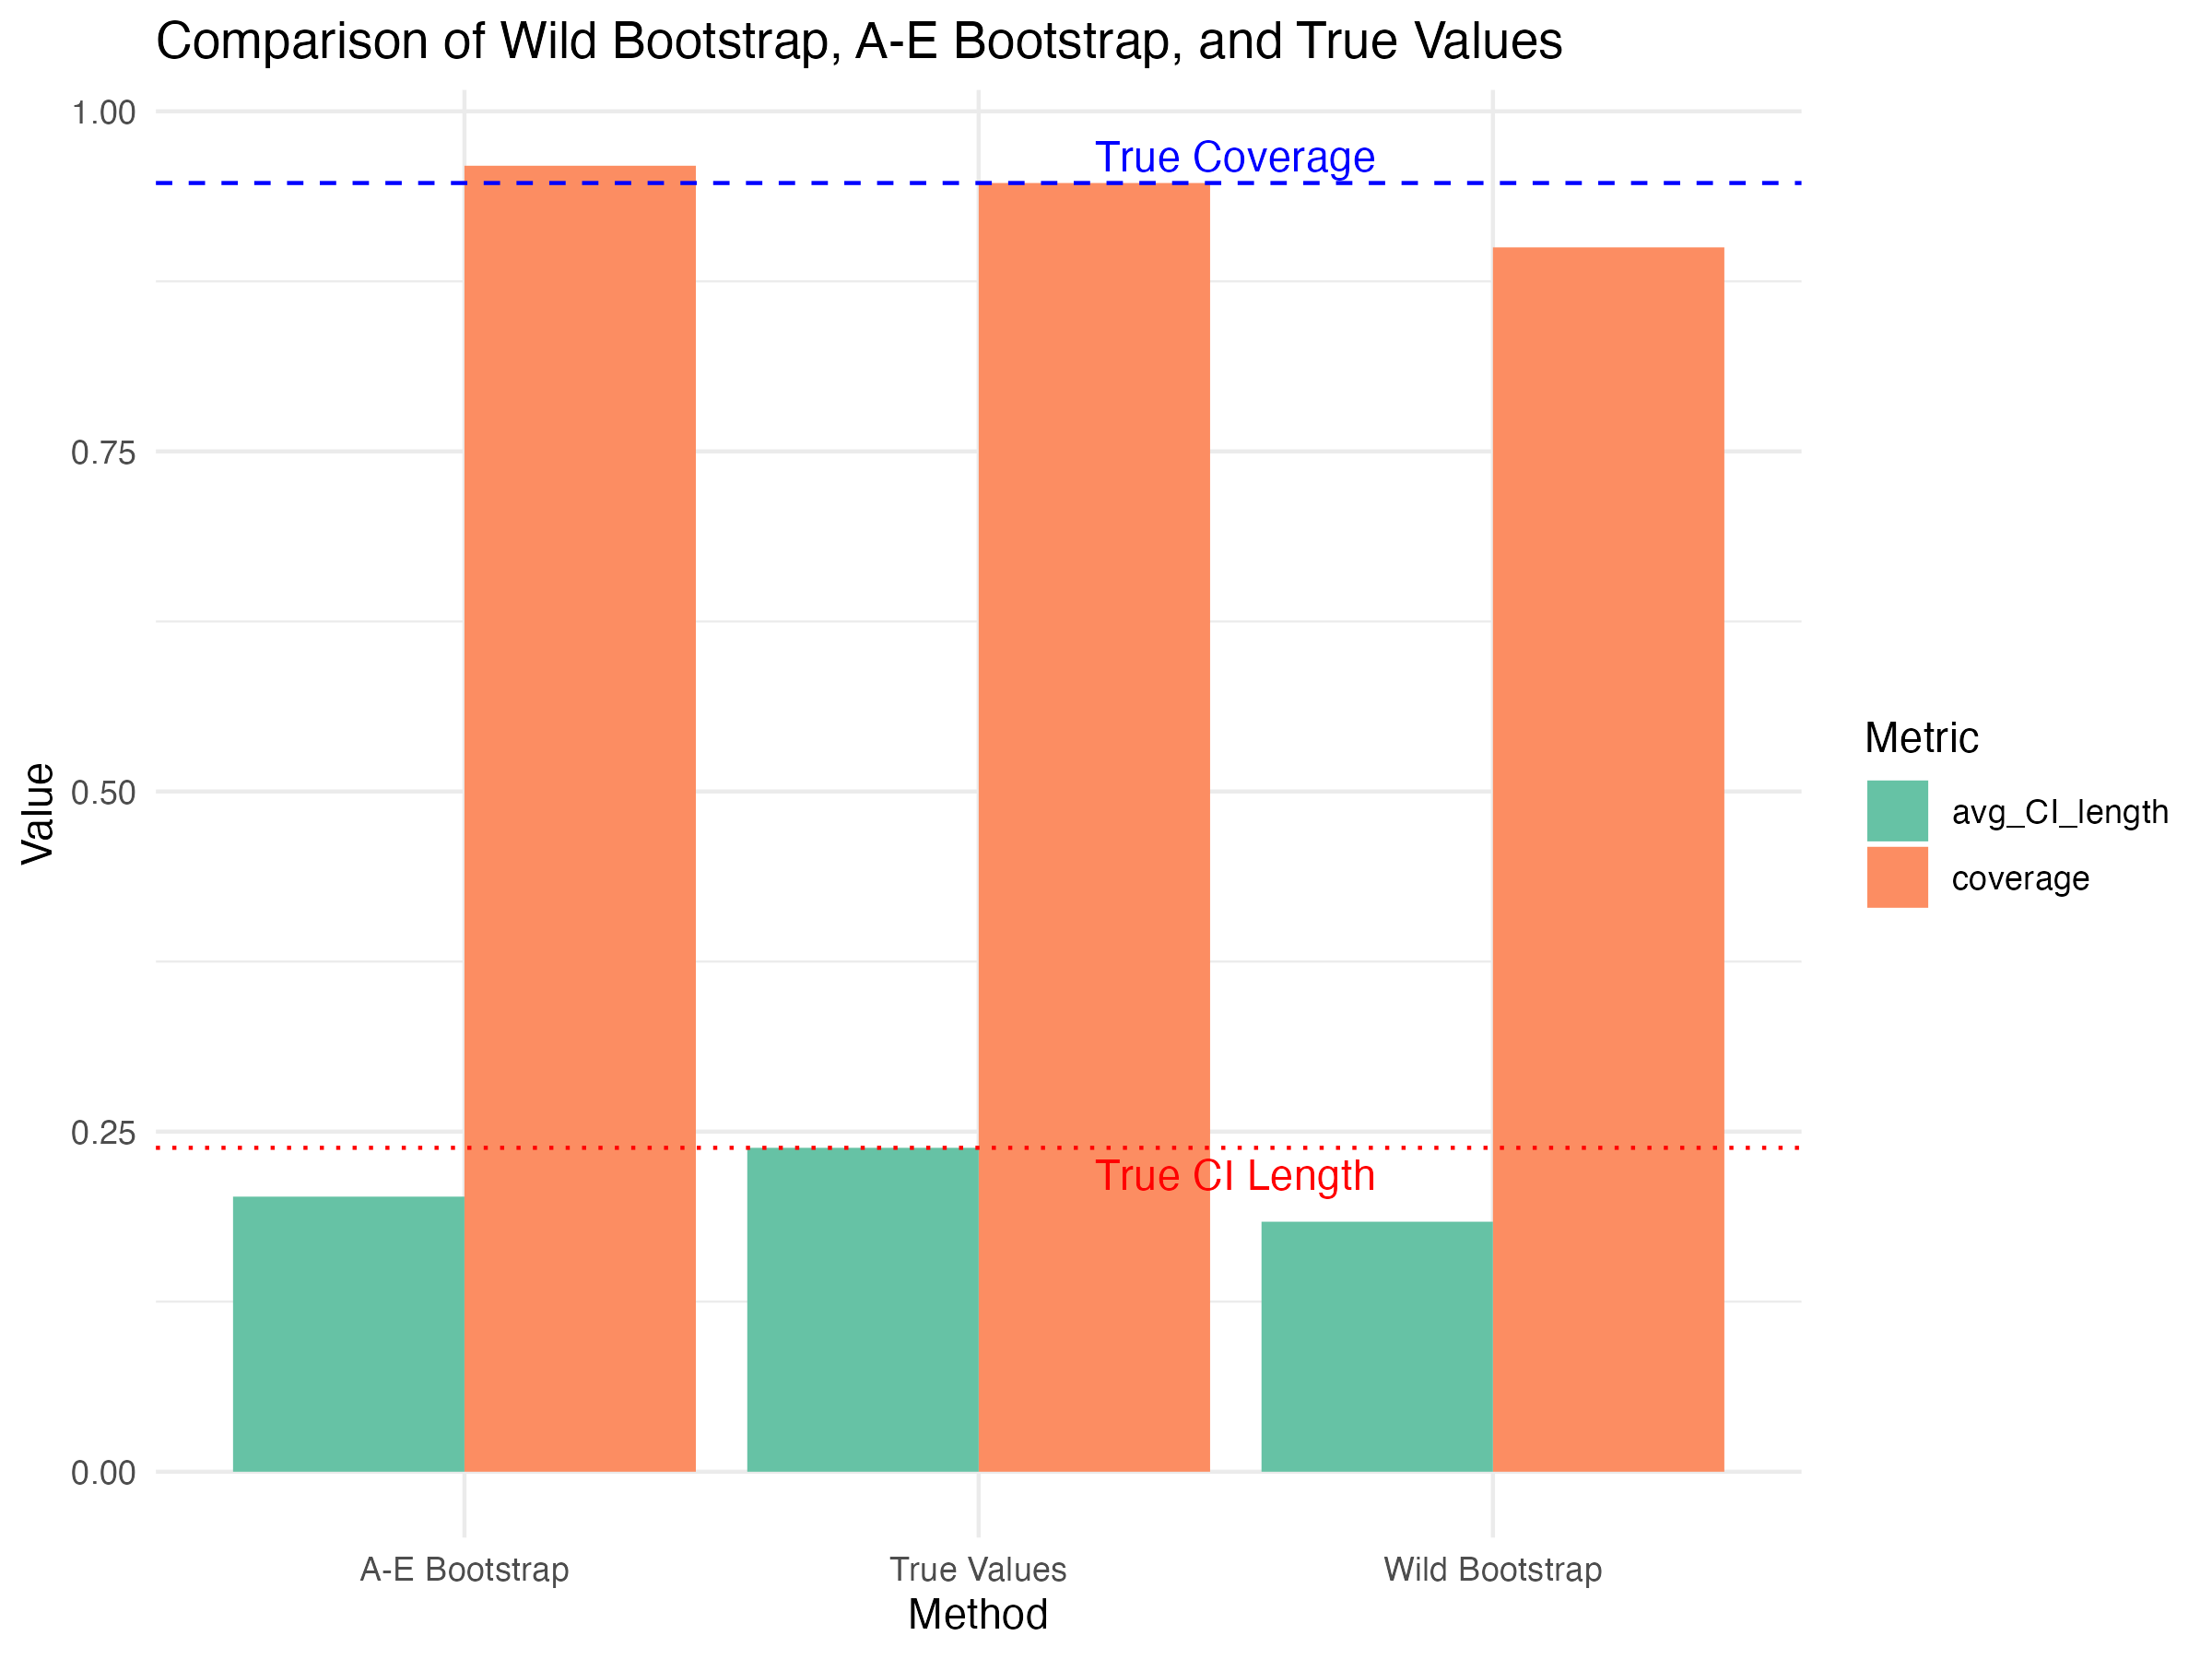 Comparison of Wild Bootstrap, A-E Bootstrap, and True Values
1.00
0.75
0.50
0.25
0.00
Value
True Coverage
True CI Length
A-E Bootstrap
True Values
Wild Bootstrap
Method
Metric
avg_CI_length
coverage